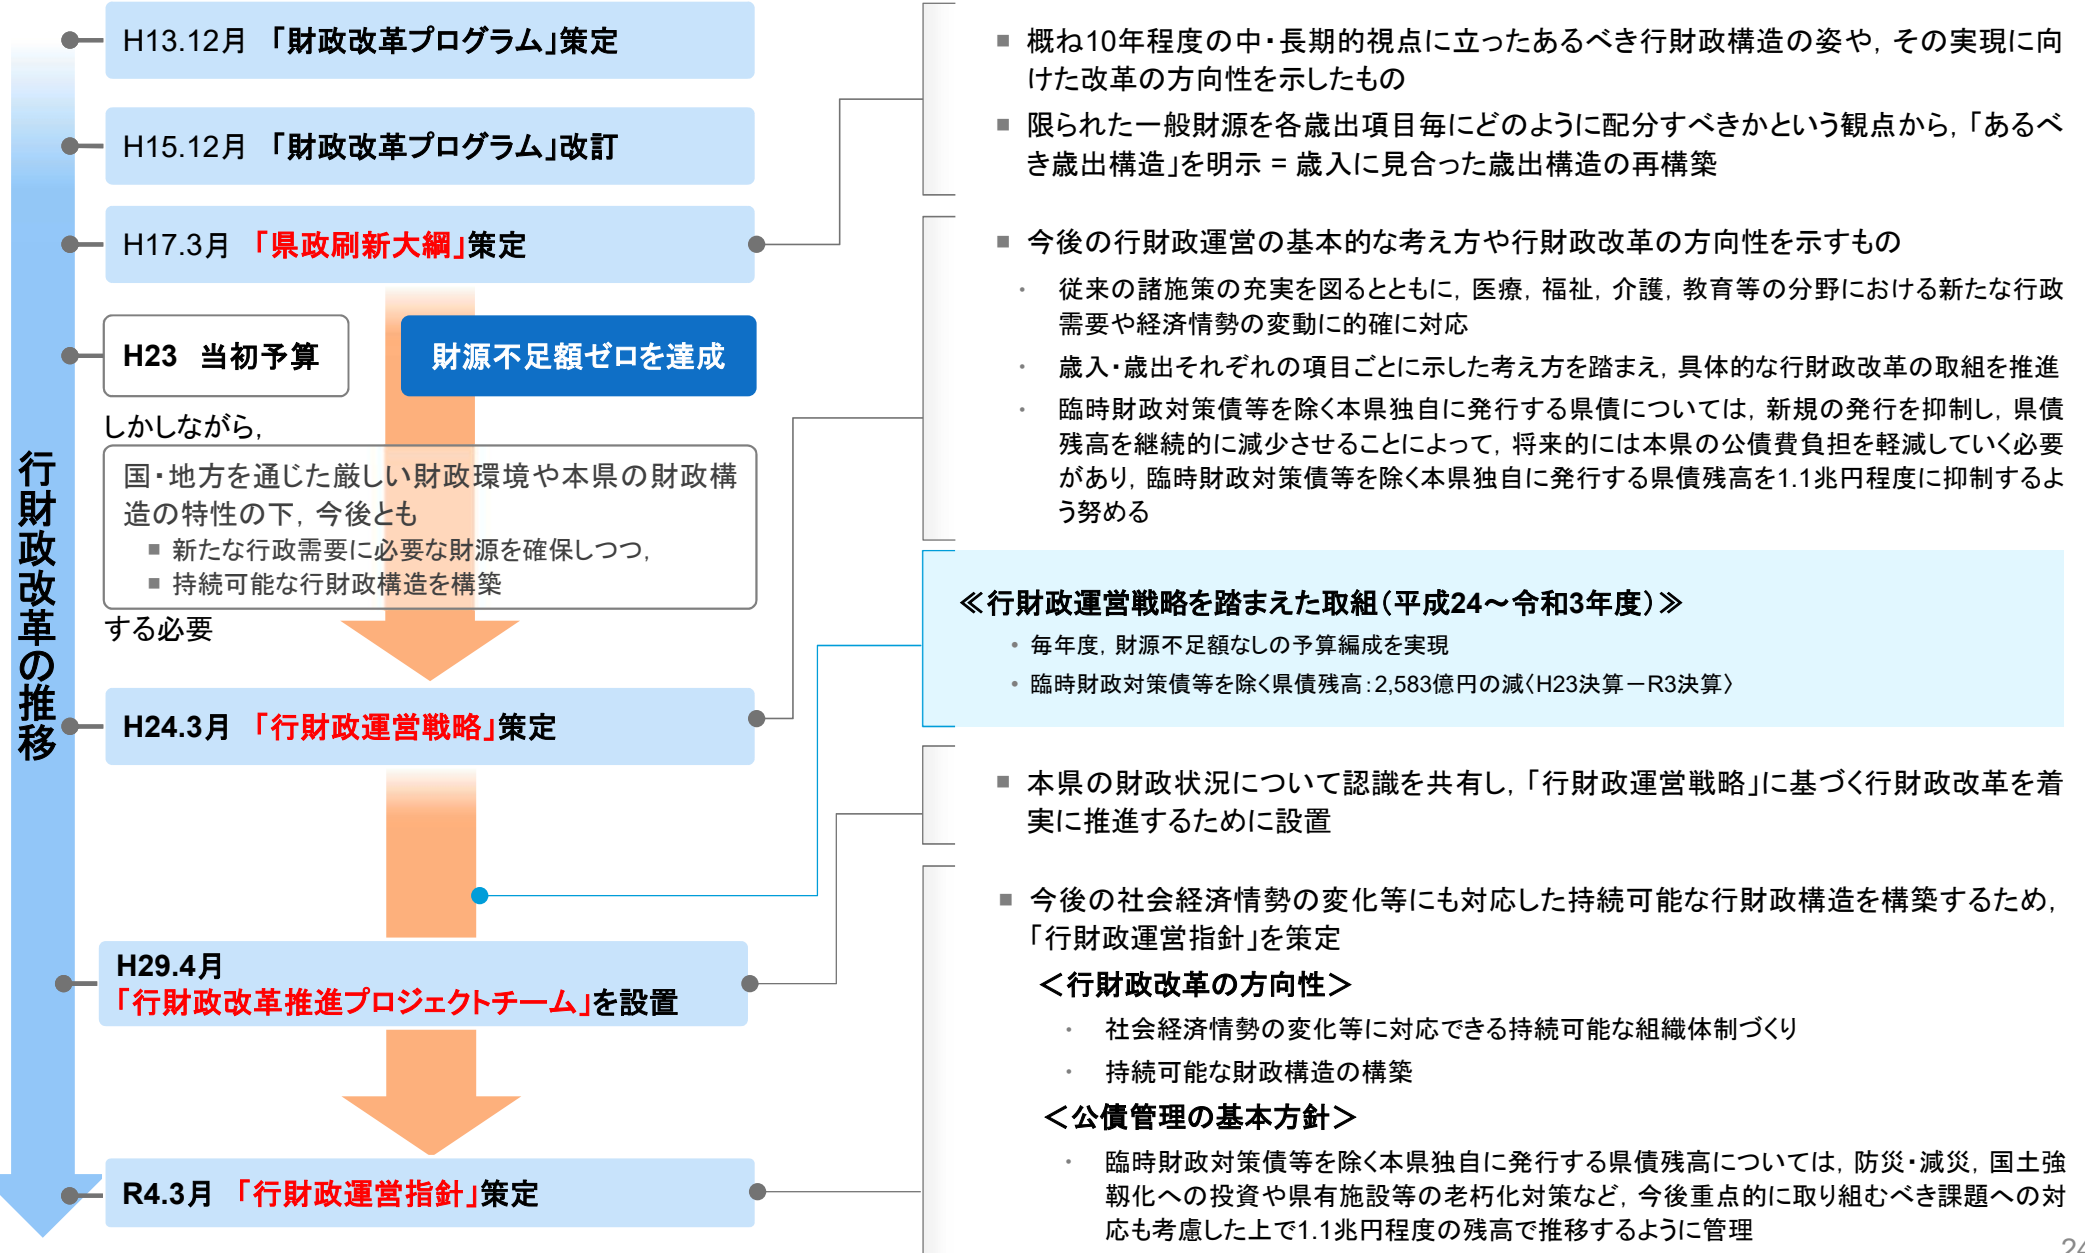 行財政改革の推移
H13.12月 「財政改革プログラム」策定
H15.12月 「財政改革プログラム」改訂
H17.3月 「県政刷新大綱」策定
H23 当初予算
財源不足額ゼロを達成
しかしながら,
国・地方を通じた厳しい財政環境や本県の財政構
造の特性の下, 今後とも
■ 新たな行政需要に必要な財源を確保しつつ,
■ 持続可能な行財政構造を構築
する必要
H24.3月 「行財政運営戦略」策定
H29.4月
「行財政改革推進プロジェクトチーム」を設置
R4.3月 「行財政運営指針」策定
■ 概ね10年程度の中・長期的視点に立ったあるべき行財政構造の姿や, その実現に向
けた改革の方向性を示したもの
■ 限られた一般財源を各歳出項目毎にどのように配分すべきかという観点から, 「あるべ
き歳出構造」を明示 = 歳入に見合った歳出構造の再構築
■ 今後の行財政運営の基本的な考え方や行財政改革の方向性を示すもの
・ 従来の諸施策の充実を図るとともに, 医療, 福祉, 介護, 教育等の分野における新たな行政
需要や経済情勢の変動に的確に対応
・ 歳入・歳出それぞれの項目ごとに示した考え方を踏まえ, 具体的な行財政改革の取組を推進
・ 臨時財政対策債等を除く本県独自に発行する県債については, 新規の発行を抑制し, 県債
残高を継続的に減少させることによって, 将来的には本県の公債費負担を軽減していく必要
があり, 臨時財政対策債等を除く本県独自に発行する県債残高を1.1兆円程度に抑制するよ
う努める
≪行財政運営戦略を踏まえた取組(平成24～令和3年度)≫
・ 毎年度, 財源不足額なしの予算編成を実現
・ 臨時財政対策債等を除く県債残高:2,583億円の減〈H23決算－R3決算〉
■ 本県の財政状況について認識を共有し, 「行財政運営戦略」に基づく行財政改革を着
実に推進するために設置
■ 今後の社会経済情勢の変化等にも対応した持続可能な行財政構造を構築するため,
「行財政運営指針」を策定
＜行財政改革の方向性＞
・ 社会経済情勢の変化等に対応できる持続可能な組織体制づくり
・ 持続可能な財政構造の構築
＜公債管理の基本方針＞
・ 臨時財政対策債等を除く本県独自に発行する県債残高については, 防災・減災, 国土強
靱化への投資や県有施設等の老朽化対策など, 今後重点的に取り組むべき課題への対
応も考慮した上で1.1兆円程度の残高で推移するように管理